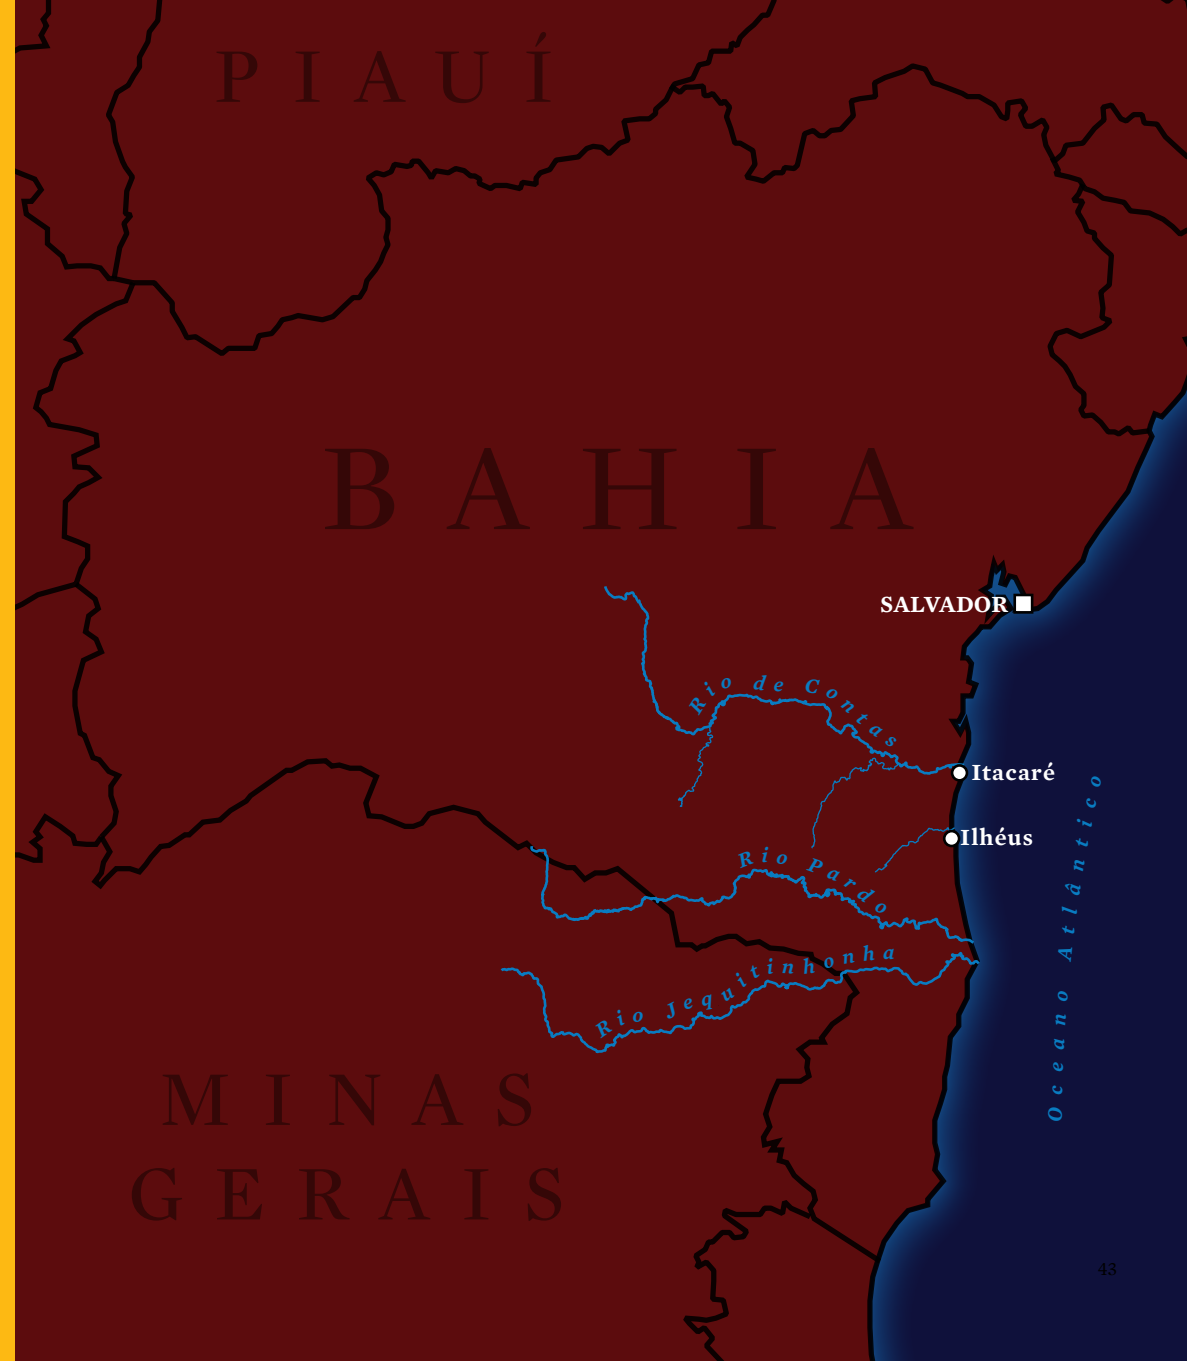 PIAUÍ
BAHIA
SALVADOR
Rio de Contas
Itacaré
Ilhéus
Rio Pardo
Oceano Atlântico
Rio Jequitinhonha
MINAS
GERAIS
43